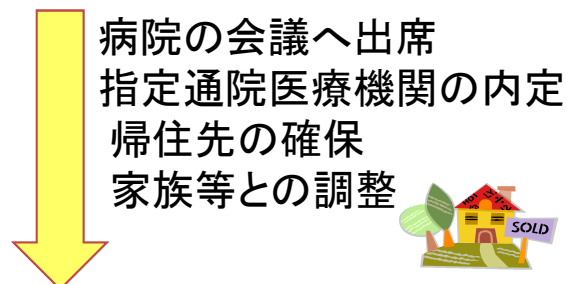 病院の会議へ出席
指定通院医療機関の内定
帰住先の確保
家族等との調整
SOLD